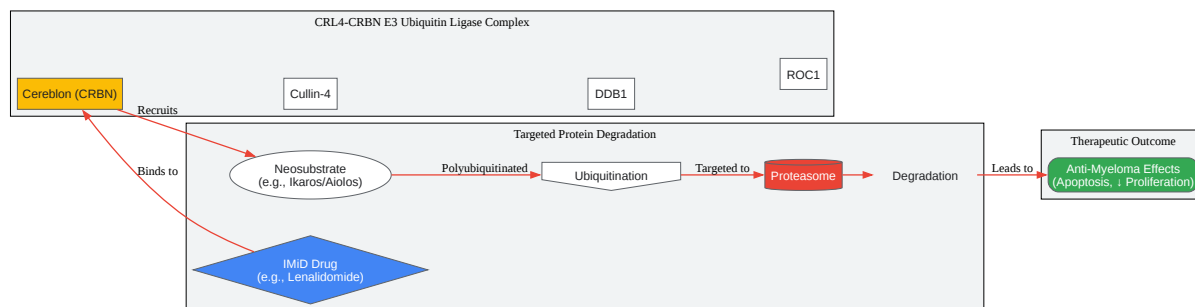 CRL4-CRBN E3 Ubiquitin Ligase Complex
ROC1
Cereblon (CRBN)
Cullin-4
DDB1
Recruits
Targeted Protein Degradation
Therapeutic Outcome
Binds to
Neosubstrate
(e.g., Ikaros/Aiolos)
Polyubiquitinated
Ubiquitination
Targeted to
Proteasome
Degradation
Leads to
Anti-Myeloma Effects
(Apoptosis, ↓ Proliferation)
IMiD Drug
(e.g., Lenalidomide)